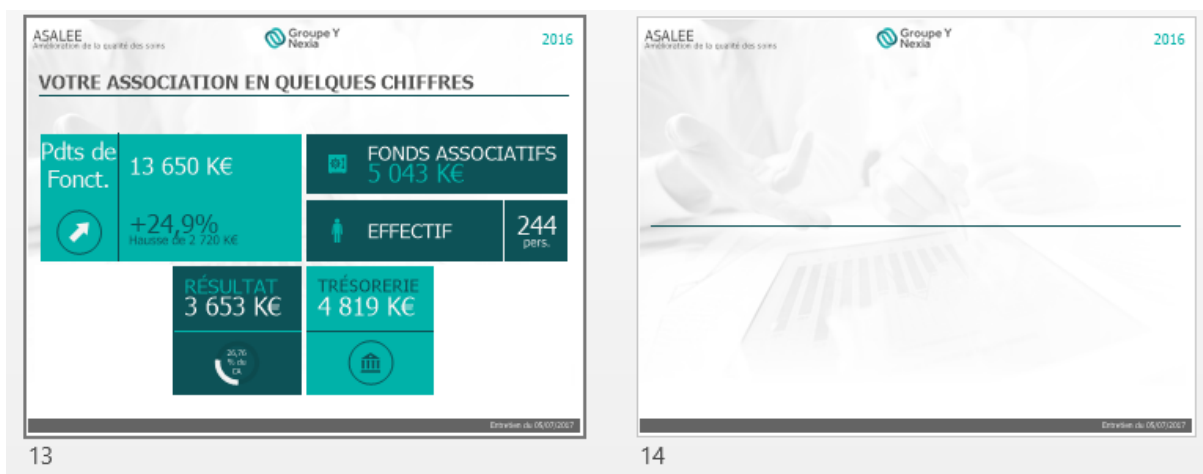 ASALEE
Amélioration de la qualité des soins
Groupe Y
Nexia
2016
VOTRE ASSOCIATION EN QUELQUES CHIFFRES
Pdts de
Fonct.
13 650 K€
+24,9%
Hausse de 2 720 K€
FONDS ASSOCIATIFS
5 043 K€
EFFECTIF
244
pers.
RÉSULTAT
3 653 K€
26,76
% du
CA
TRÉSORERIE
4 819 K€
Entretien du 05/07/2017
13
ASALEE
Amélioration de la qualité des soins
Groupe Y
Nexia
2016
Entretien du 05/07/2017
14